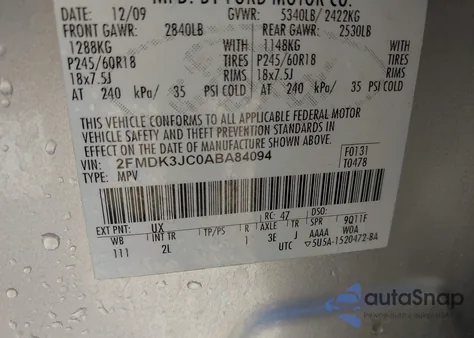 MFD. BY FORD MOTOR CO.
DATE: 12/09 GVWR: 5340LB/ 2422KG
FRONT GAWR: 2840LB REAR GAWR: 2530LB
1288KG WITH 1148KG WITH
P245/60R18 TIRES P245/60R18 TIRES
18x7.5J RIMS 18x7.5J RIMS
AT 240 kPa/ 35 PSI COLD AT 240 kPa/ 35 PSI COLD
THIS VEHICLE CONFORMS TO ALL APPLICABLE FEDERAL MOTOR
VEHICLE SAFETY AND THEFT PREVENTION STANDARDS IN
EFFECT ON THE DATE OF MANUFACTURE SHOWN ABOVE.
VIN: 2FMDK3JC0ABA84094 F0131
TYPE: MPV T0478
EXT PNT: UX RC: 47 DSO:
WB INT TR TP/PS R AXLE TR SPR 9Q11F
111 2L 1 3E J AAAA W0A
UTC 5U5A-1520472-BA
autoSnap